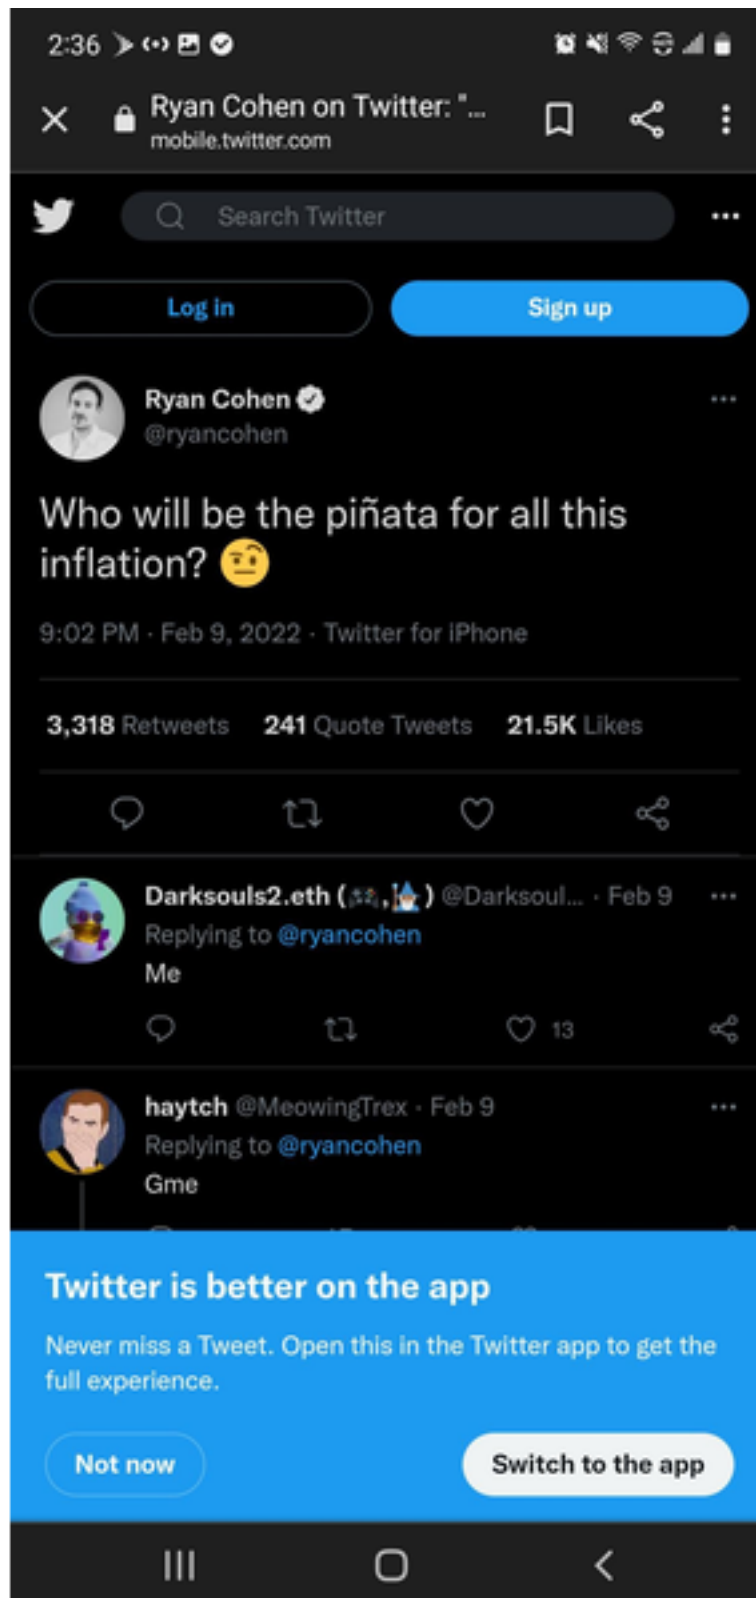 2:36
Ryan Cohen on Twitter: "...
mobile.twitter.com
Search Twitter
Log in
Sign up
Ryan Cohen
@ryancohen
Who will be the piñata for all this
inflation? 🤨
9:02 PM · Feb 9, 2022 · Twitter for iPhone
3,318 Retweets 241 Quote Tweets 21.5K Likes
Darksouls2.eth (🎮,🧙‍♂️) @Darksoul... · Feb 9
Replying to @ryancohen
Me
13
haytch @MeowingTrex · Feb 9
Replying to @ryancohen
Gme
Twitter is better on the app
Never miss a Tweet. Open this in the Twitter app to get the
full experience.
Not now
Switch to the app